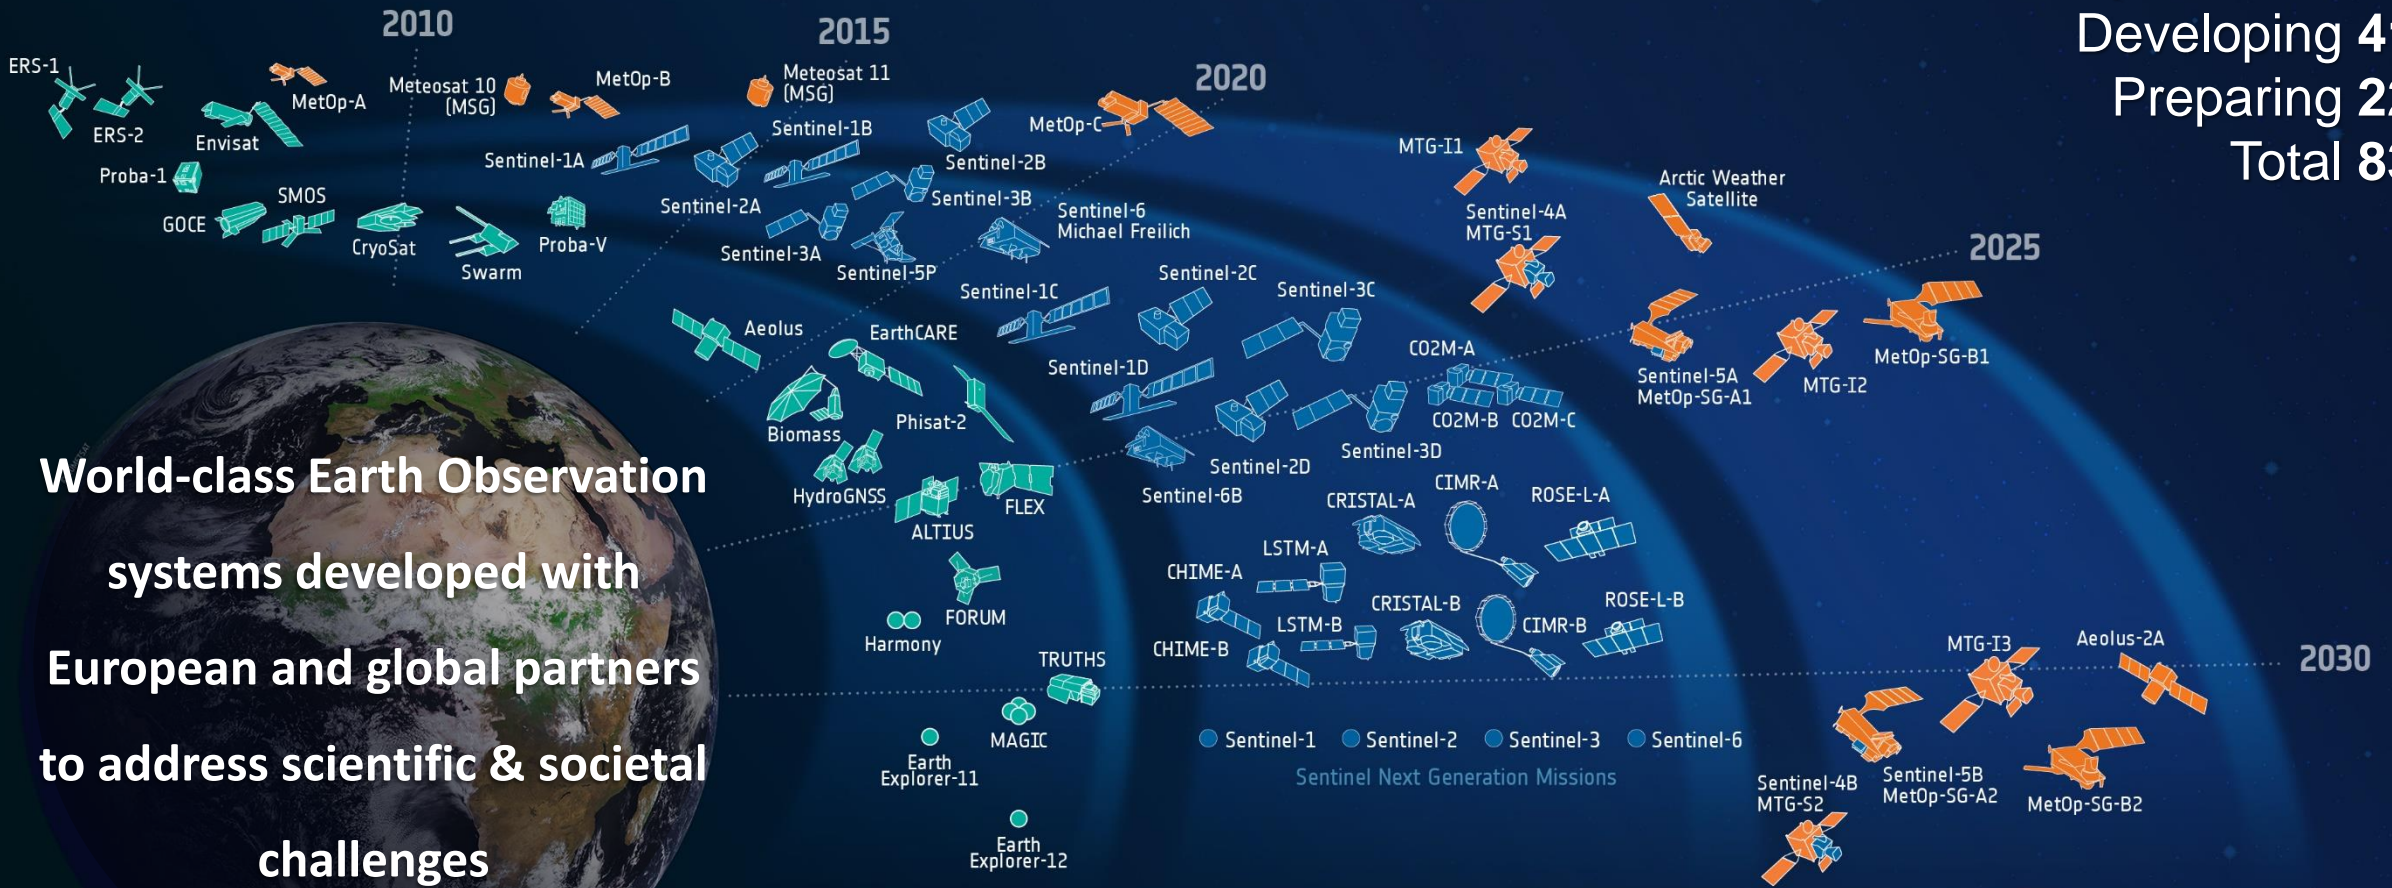 2010
2015
2020
Developing 4
Preparing 2
Total 8
ERS-1
ERS-2
MetOp-A
Envisat
Meteosat 10
(MSG)
MetOp-B
Meteosat 11
(MSG)
MetOp-C
Sentinel-1A
Sentinel-1B
Sentinel-2B
MTG-I1
Proba-1
GOCE
SMOS
CryoSat
Swarm
Proba-V
Sentinel-2A
Sentinel-3A
Sentinel-3B
Sentinel-5P
Sentinel-6
Michael Freilich
Sentinel-4A
MTG-S1
Arctic Weather
Satellite
2025
Aeolus
EarthCARE
Sentinel-1C
Sentinel-2C
Sentinel-3C
Sentinel-1D
CO2M-A
CO2M-B
CO2M-C
Sentinel-5A
MetOp-SG-A1
MTG-I2
MetOp-SG-B1
Biomass
Phisat-2
HydroGNSS
ALTIUS
FLEX
Sentinel-6B
Sentinel-2D
Sentinel-3D
CRISTAL-A
CIMR-A
ROSE-L-A
LSTM-A
CHIME-A
CRISTAL-B
ROSE-L-B
LSTM-B
CIMR-B
CHIME-B
FORUM
Harmony
TRUTHS
MAGIC
Earth
Explorer-11
Earth
Explorer-12
MTG-I3
Aeolus-2A
2030
Sentinel-1
Sentinel-2
Sentinel-3
Sentinel-6
Sentinel Next Generation Missions
Sentinel-4B
MTG-S2
Sentinel-5B
MetOp-SG-A2
MetOp-SG-B2
World-class Earth Observation
systems developed with
European and global partners
to address scientific & societal
challenges